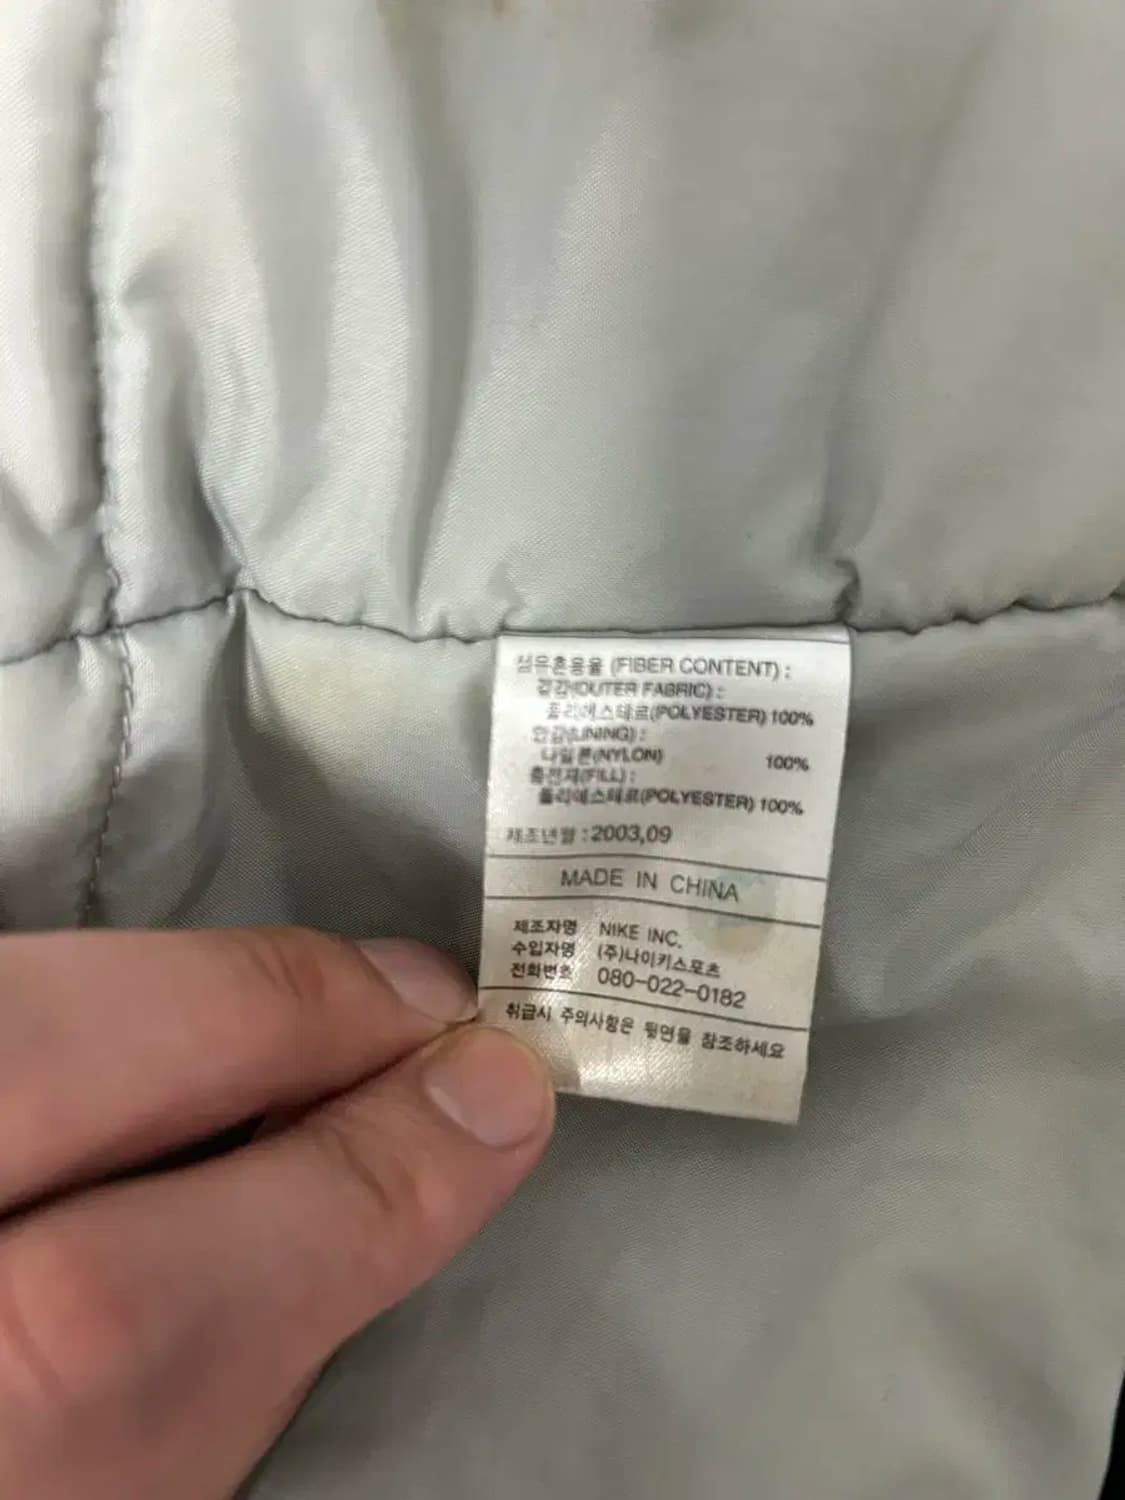 섬유혼용율 (FIBER CONTENT) :
겉감(OUTER FABRIC) :
폴리에스테르(POLYESTER) 100%
안감(LINING) :
나일론(NYLON) 100%
충전재(FILL) :
폴리에스테르(POLYESTER) 100%
제조년월 : 2003,09
MADE IN CHINA
제조자명 NIKE INC.
수입자명 (주)나이키스포츠
전화번호 080-022-0182
취급시 주의사항은 뒷면을 참조하세요